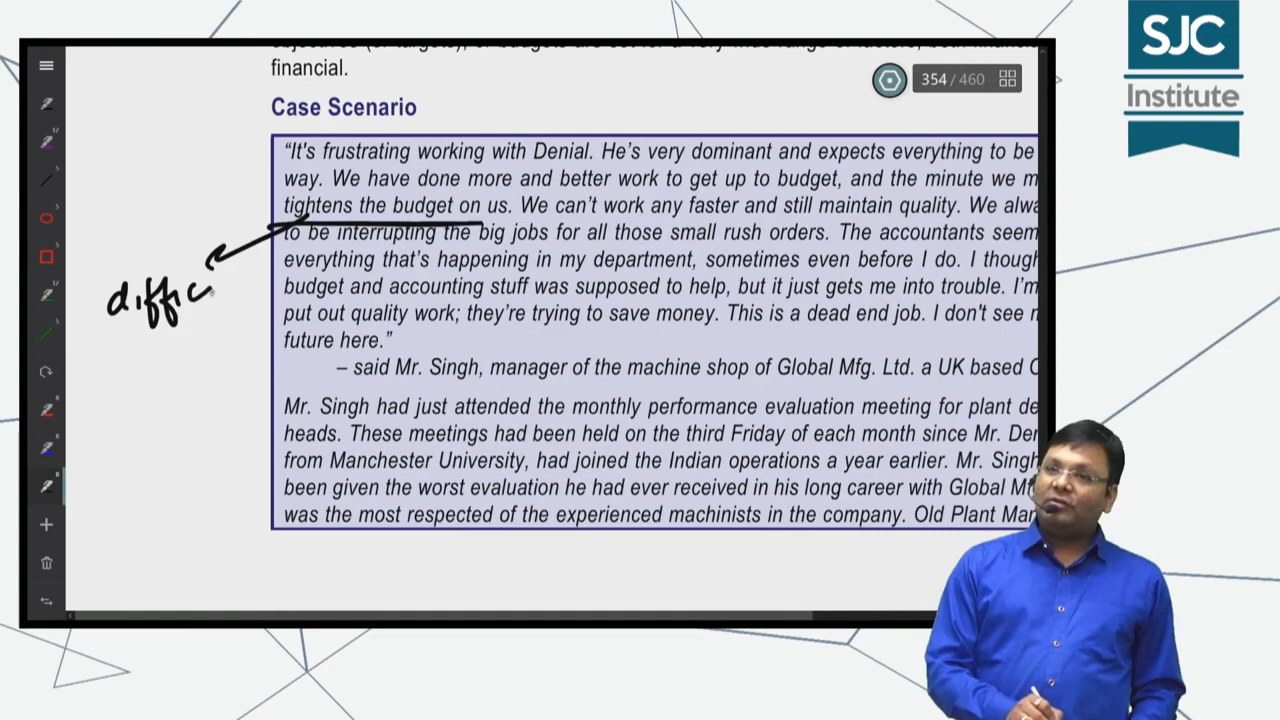 SJC
Institute
354 / 460
financial.
Case Scenario
“It's frustrating working with Denial. He’s very dominant and expects everything to be
way. We have done more and better work to get up to budget, and the minute we m
tightens the budget on us. We can’t work any faster and still maintain quality. We alwa
to be interrupting the big jobs for all those small rush orders. The accountants seem
everything that’s happening in my department, sometimes even before I do. I though
budget and accounting stuff was supposed to help, but it just gets me into trouble. I’m
put out quality work; they’re trying to save money. This is a dead end job. I don't see
future here.”
– said Mr. Singh, manager of the machine shop of Global Mfg. Ltd. a UK based
Mr. Singh had just attended the monthly performance evaluation meeting for plant de
heads. These meetings had been held on the third Friday of each month since Mr. Den
from Manchester University, had joined the Indian operations a year earlier. Mr. Singh
been given the worst evaluation he had ever received in his long career with Global Mf
was the most respected of the experienced machinists in the company. Old Plant Man
diffic